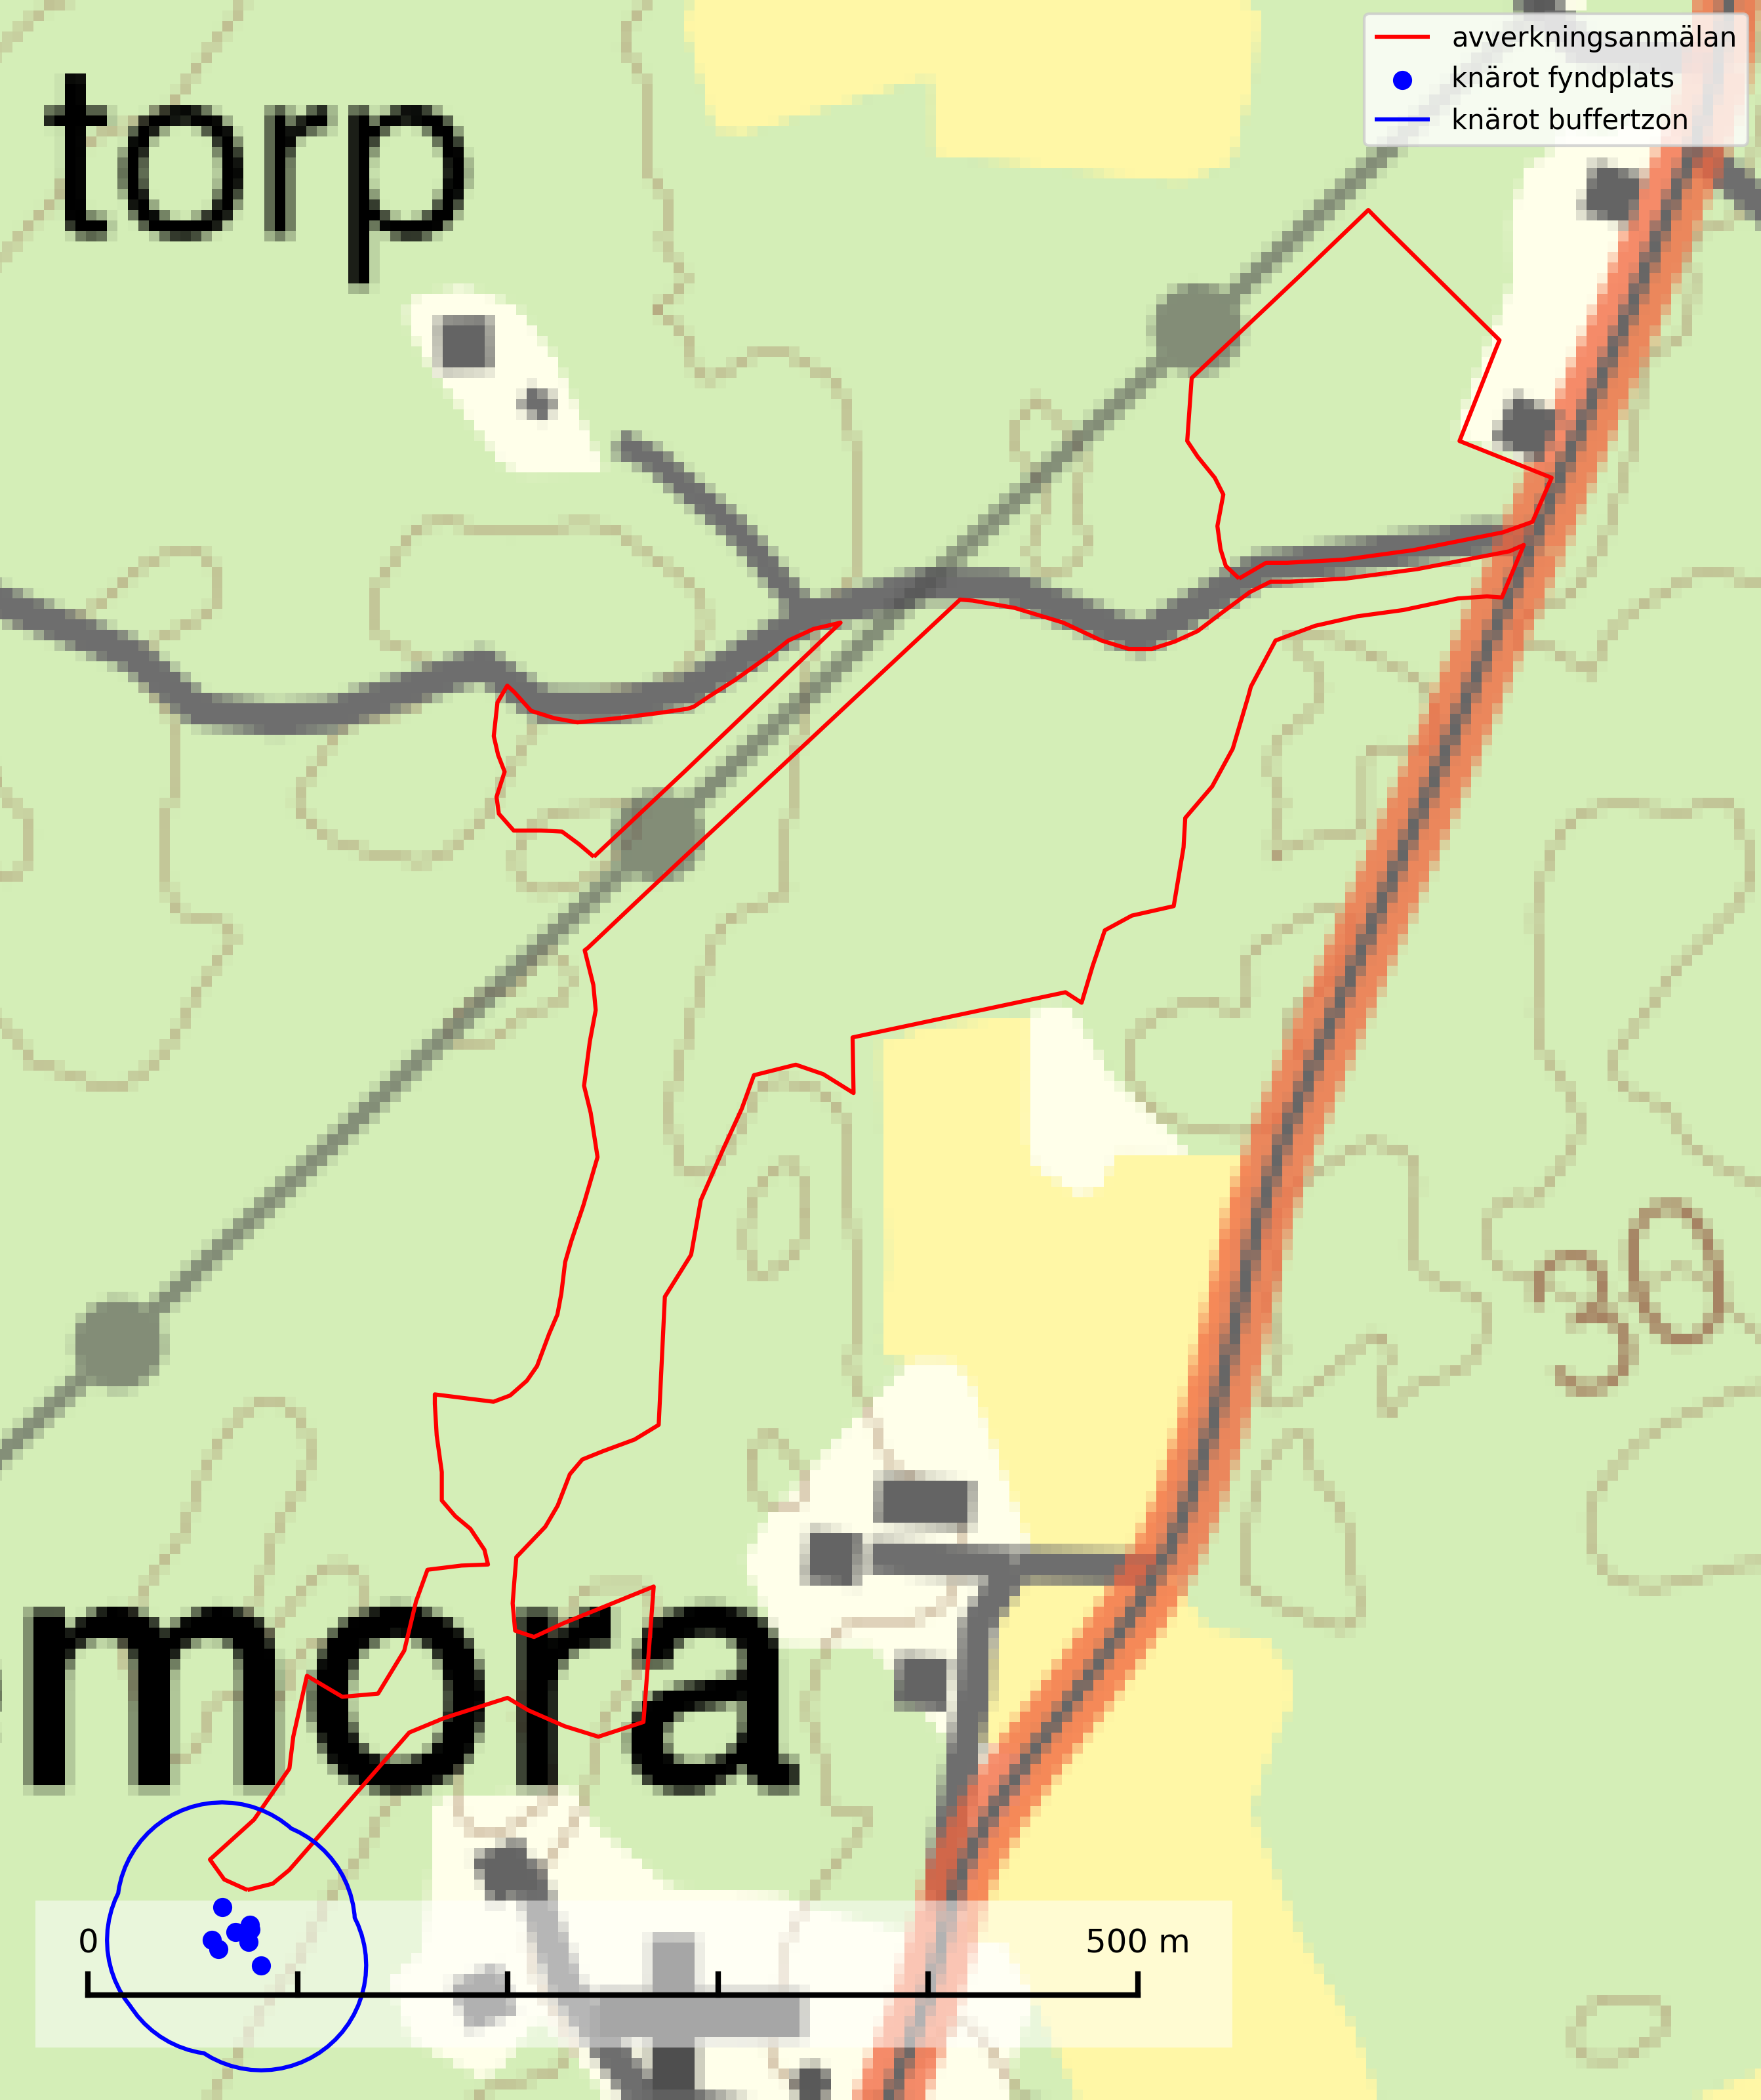 avverkningsanmälan
knärot fyndplats
knärot buffertzon
torp
30
mora
0 500 m